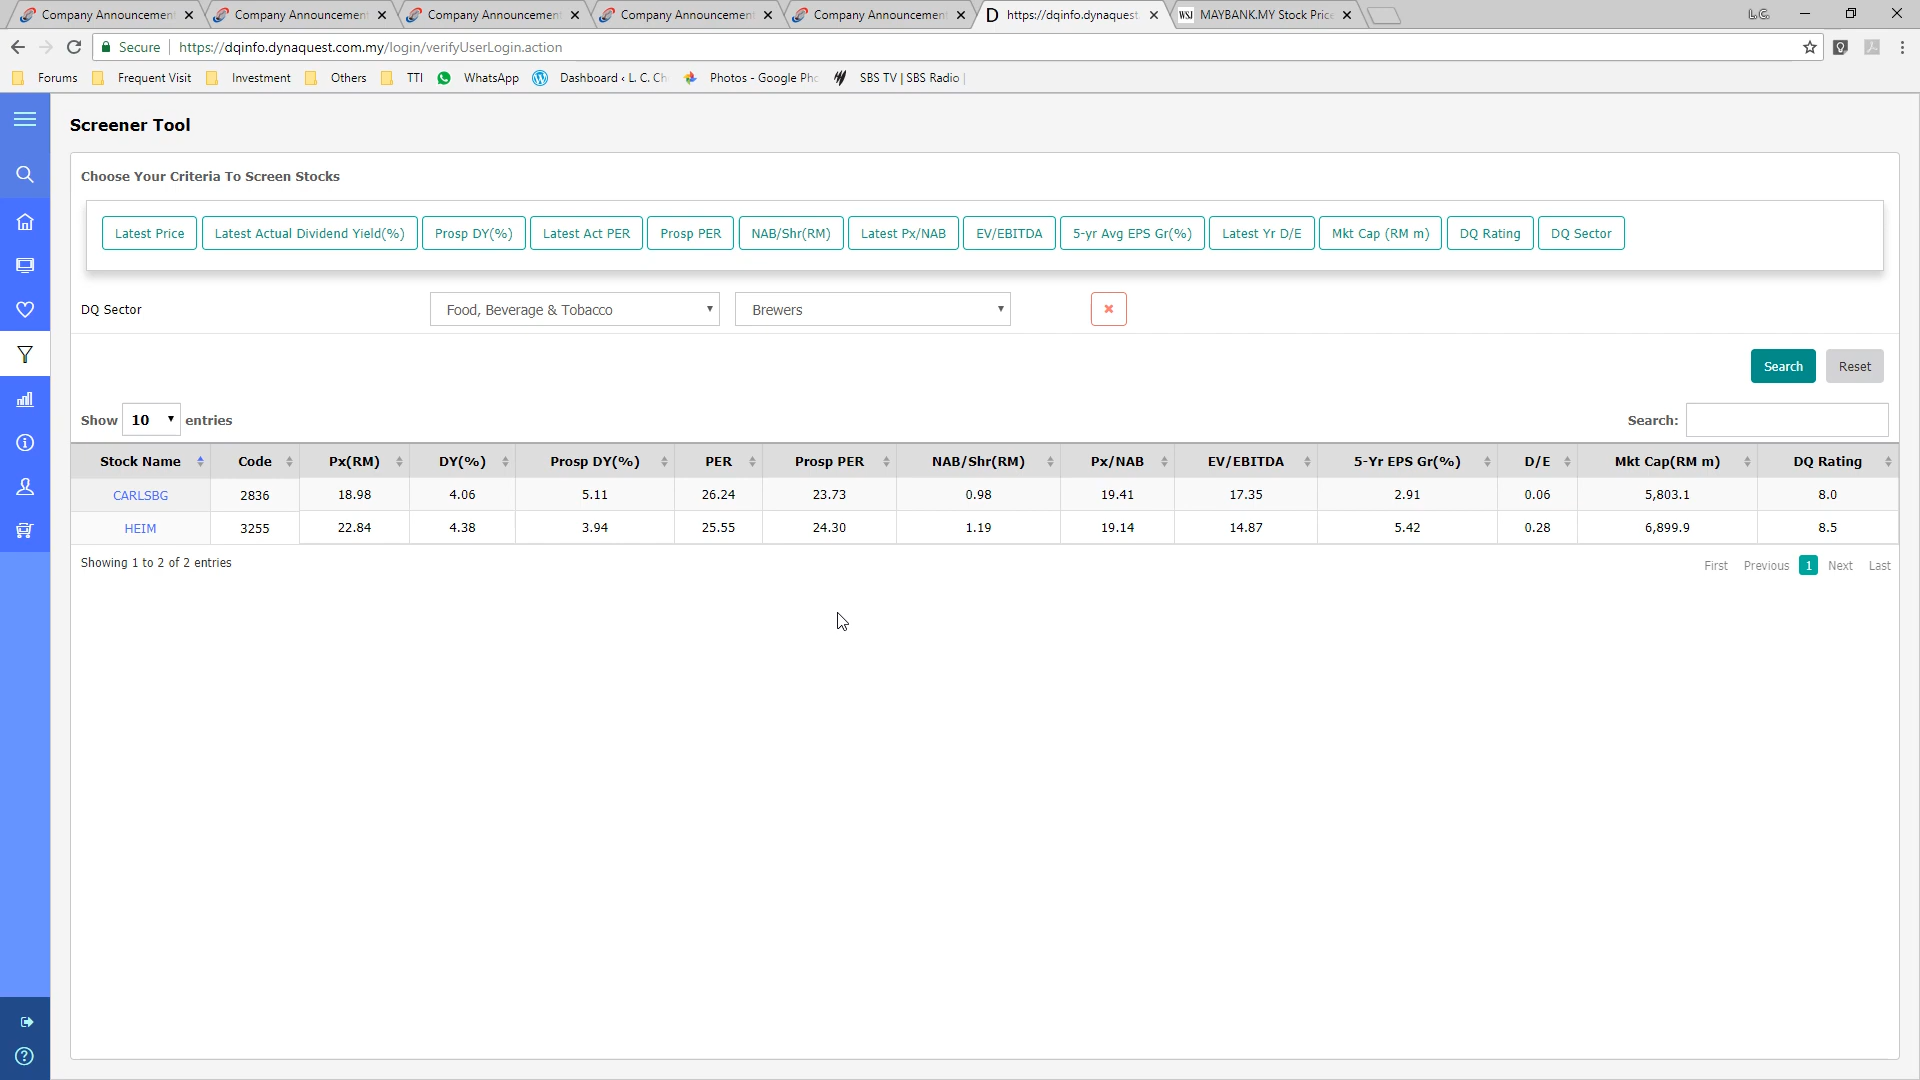 Company Announcement
Company Announcement
Company Announcement
Company Announcement
Company Announcement
https://dqinfo.dynaquest.
MAYBANK.MY Stock Pric
L.C.
Secure
https://dqinfo.dynaquest.com.my/login/verifyUserLogin.action
Forums
Frequent Visit
Investment
Others
TTI
WhatsApp
Dashboard ‹ L. C. Ch
Photos - Google Pho
SBS TV | SBS Radio |
Screener Tool
Choose Your Criteria To Screen Stocks
Latest Price
Latest Actual Dividend Yield(%)
Prosp DY(%)
Latest Act PER
Prosp PER
NAB/Shr(RM)
Latest Px/NAB
EV/EBITDA
5-yr Avg EPS Gr(%)
Latest Yr D/E
Mkt Cap (RM m)
DQ Rating
DQ Sector
DQ Sector
Food, Beverage & Tobacco
Brewers
Search
Reset
Show 10 entries
Search:
Stock Name Code Px(RM) DY(%) Prosp DY(%) PER Prosp PER NAB/Shr(RM) Px/NAB EV/EBITDA 5-Yr EPS Gr(%) D/E Mkt Cap(RM m) DQ Rating
CARLSBG 2836 18.98 4.06 5.11 26.24 23.73 0.98 19.41 17.35 2.91 0.06 5,803.1 8.0
HEIM 3255 22.84 4.38 3.94 25.55 24.30 1.19 19.14 14.87 5.42 0.28 6,899.9 8.5
Showing 1 to 2 of 2 entries
First Previous 1 Next Last